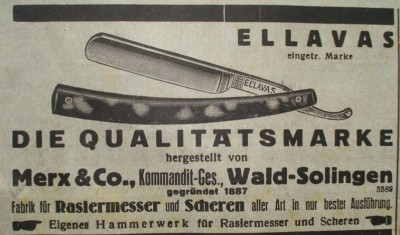 ELLAVAS
eingetr. Marke
ELLAVAS
DIE QUALITÄTSMARKE
hergestellt von
Merx & Co., Kommandit-Ges., Wald-Solingen
gegründet 1887
3569
Fabrik für Rasiermesser und Scheren aller Art in nur bester Ausführung.
Eigenes Hammerwerk für Rasiermesser und Scheren